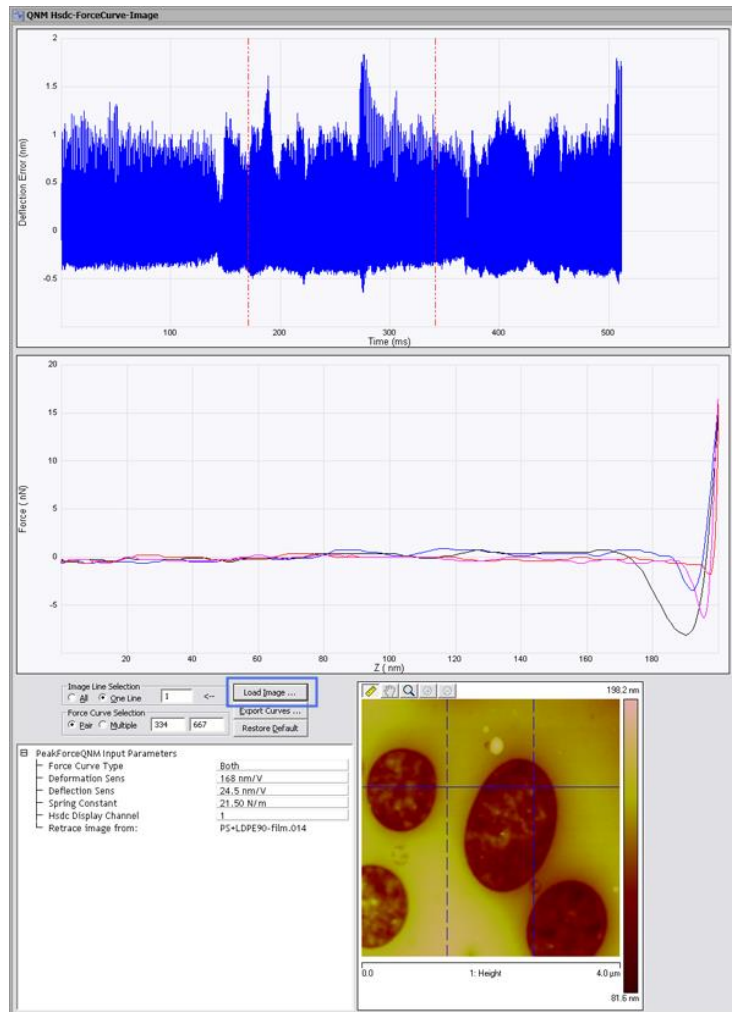 QNM Hsdc-ForceCurve-Image
2
1.5
1
0.5
0
-0.5
Deflection Error (nm)
100 200 300 400 500
Time (ms)
20
15
10
5
0
-5
Force ( nN)
20 40 60 80 100 120 140 160 180
Z ( nm)
Image Line Selection
All One Line 1 <-- Load Image ...
Force Curve Selection
Pair Multiple 334 667
Export Curves ...
Restore Default
PeakForceQNM Input Parameters
Force Curve Type Both
Deformation Sens 168 nm/V
Deflection Sens 24.5 nm/V
Spring Constant 21.50 N/m
Hsdc Display Channel 1
Retrace image from: PS+LDPE90-film.014
198.2 nm
0.0 1: Height 4.0 µm
81.6 nm